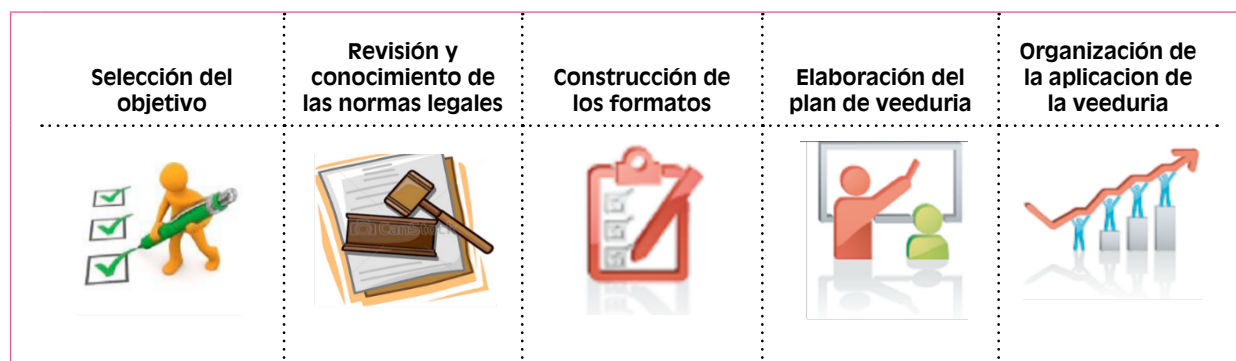 Selección del
objetivo
Revisión y
conocimiento de
las normas legales
Construcción de
los formatos
Elaboración del
plan de veeduria
Organización de
la aplicacion de
la veeduria
CanStock